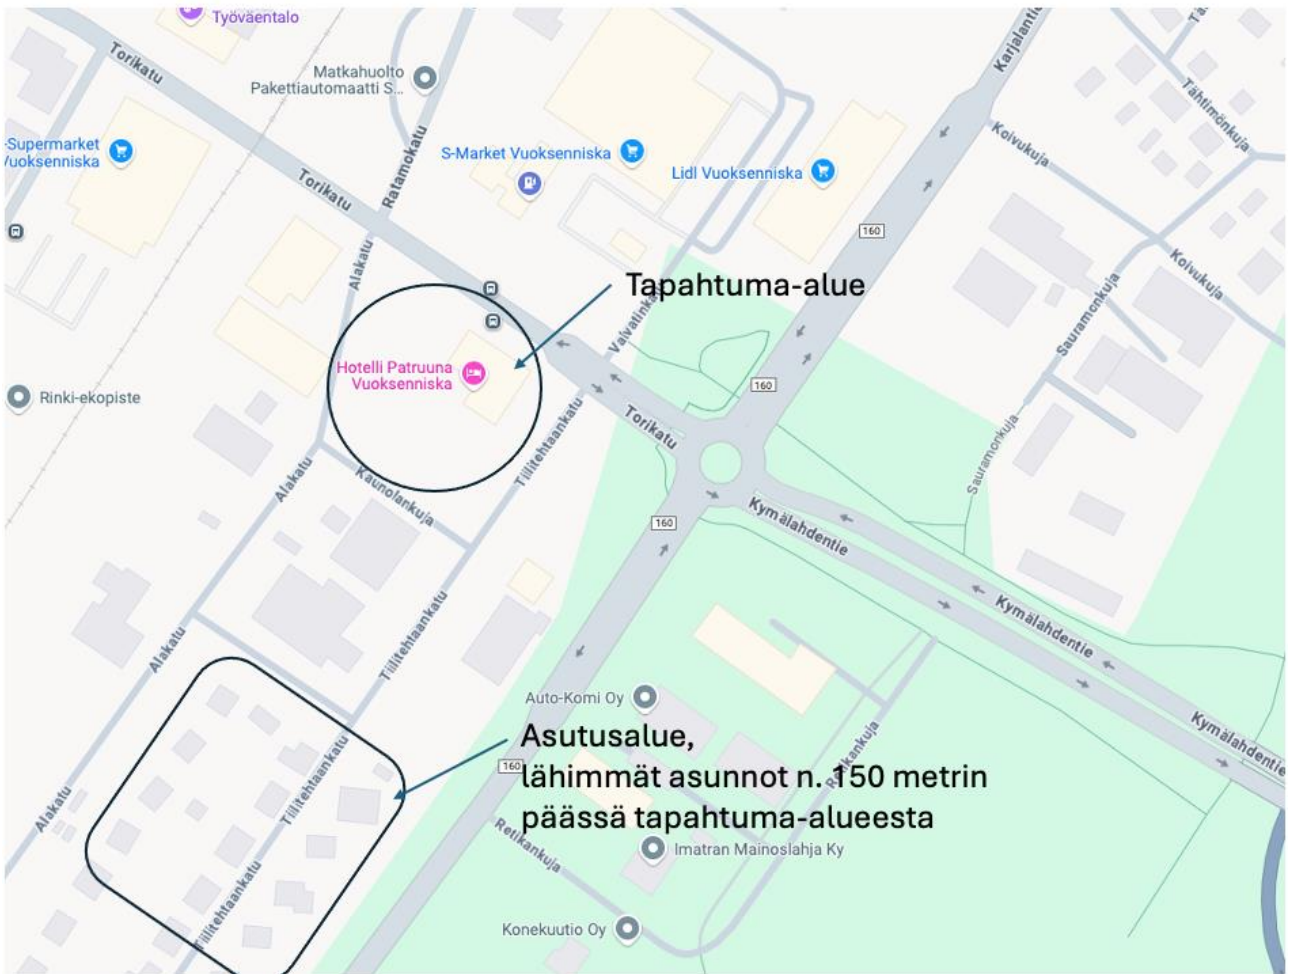 Työväentalo
Torikatu
Karjalantie
Matkahuolto
Pakettiautomaatti S...
Tähtimönkuja
-Supermarket
Vuoksenniska
S-Market Vuoksenniska
Koivukuja
Ratamokatu
Lidl Vuoksenniska
Torikatu
160
Alakatu
Koivukuja
Tapahtuma-alue
Sauramonkuja
Hotelli Patruuna
Vuoksenniska
160
Rinki-ekopiste
Torikatu
Tiilitehtaankatu
Sauramonkuja
Alakatu
Kaunolankuja
160
Kymälahdentie
Kymälahdentie
Tiilitehtaankatu
Alakatu
Auto-Komi Oy
Kymälahdentie
Asutusalue,
160
lähimmät asunnot n. 150 metrin
päässä tapahtuma-alueesta
Tiilitehtaankatu
Alakatu
Retikankuja
Imatran Mainoslahja Ky
Tiilitehtaankatu
Konekuutio Oy